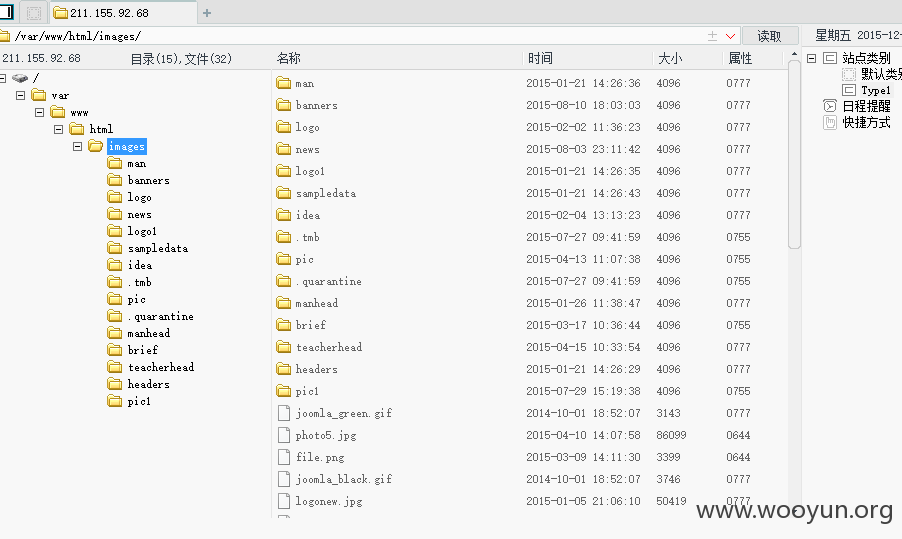 211.155.92.68
/var/www/html/images/ 读取 星期五 2015-12-
211.155.92.68 目录(15),文件(32) 名称 时间 大小 属性
/
var
www
html
images
man
banners
logo
news
logo1
sampledata
idea
.tmb
pic
.quarantine
manhead
brief
teacherhead
headers
pic1
man 2015-01-21 14:26:36 4096 0777
banners 2015-08-10 18:03:03 4096 0777
logo 2015-02-02 11:36:23 4096 0777
news 2015-08-03 23:11:42 4096 0777
logo1 2015-01-21 14:26:35 4096 0777
sampledata 2015-01-21 14:26:43 4096 0777
idea 2015-02-04 13:13:23 4096 0777
.tmb 2015-07-27 09:41:59 4096 0755
pic 2015-04-13 11:07:38 4096 0755
.quarantine 2015-07-27 09:41:59 4096 0755
manhead 2015-01-26 11:38:47 4096 0777
brief 2015-03-17 10:36:44 4096 0755
teacherhead 2015-04-15 10:33:54 4096 0777
headers 2015-01-21 14:26:29 4096 0777
pic1 2015-07-29 15:19:38 4096 0755
joomla_green.gif 2014-10-01 18:52:07 3143 0777
photo5.jpg 2015-04-10 14:07:58 86099 0644
file.png 2015-03-09 14:11:30 3399 0644
joomla_black.gif 2014-10-01 18:52:07 3746 0777
logonew.jpg 2015-01-05 21:06:10 50419 0777
站点类别
默认类别
Type1
日程提醒
快捷方式
www.wooyun.org